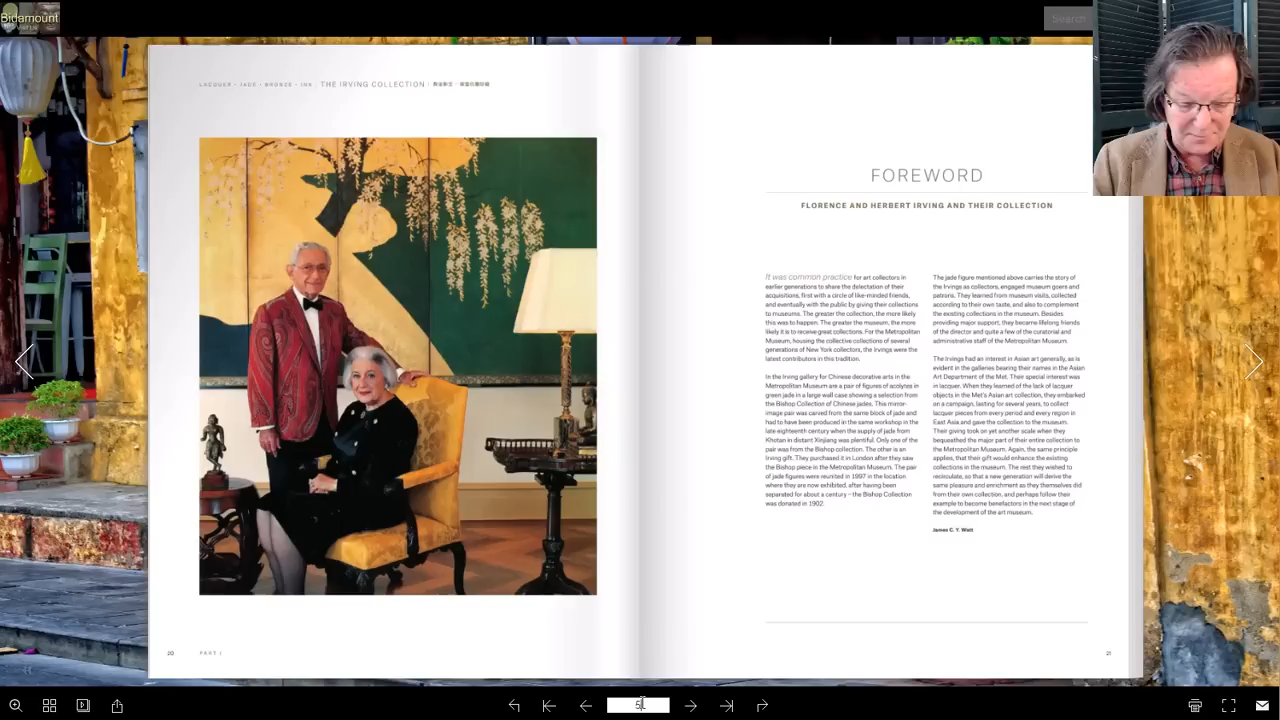 Bidamount
Visit us
Search
LACQUER · JADE · BRONZE · INK : THE IRVING COLLECTION |
FOREWORD
FLORENCE AND HERBERT IRVING AND THEIR COLLECTION
It was common practice for art collectors in
earlier generations to share the delectation of their
acquisitions, first with a circle of like-minded friends,
and eventually with the public by giving their collections
to museums. The greater the collection, the more likely
this was to happen. The greater the museum, the more
likely it is to receive great collections. For the Metropolitan
Museum, housing the collective collections of several
generations of New York collectors, the Irvings were the
latest contributors in this tradition.
In the Irving gallery for Chinese decorative arts in the
Metropolitan Museum are a pair of figures of acolytes in
green jade in a large wall case showing a selection from
the Bishop Collection of Chinese jades. This mirror-
image pair was carved from the same block of jade and
had to have been produced in the same workshop in the
late eighteenth century when the supply of jade from
Khotan in distant Xinjiang was plentiful. Only one of the
pair was from the Bishop collection. The other is an
Irving gift. They purchased it in London after they saw
the Bishop piece in the Metropolitan Museum. The pair
of jade figures were reunited in 1997 in the location
where they are now exhibited, after having been
separated for about a century – the Bishop Collection
was donated in 1902.
The jade figure mentioned above carries the story of
the Irvings as collectors, engaged museum goers and
patrons. They learned from museum visits, collected
according to their own taste, and also to complement
the existing collections in the museum. Besides
providing major support, they became lifelong friends
of the director and quite a few of the curatorial and
administrative staff of the Metropolitan Museum.
The Irvings had an interest in Asian art generally, as is
evident in the galleries bearing their names in the Asian
Art Department of the Met. Their special interest was
in lacquer. When they learned of the lack of lacquer
objects in the Met's Asian art collection, they embarked
on a campaign, lasting for several years, to collect
lacquer pieces from every period and every region in
East Asia and gave the collection to the museum.
Their giving took on yet another scale when they
bequeathed the major part of their entire collection to
the Metropolitan Museum. Again, the same principle
applies, that their gift would enhance the existing
collections in the museum. The rest they wished to
recirculate, so that a new generation will derive the
same pleasure and enrichment as they themselves did
from their own collection, and perhaps follow their
example to become benefactors in the next stage of
the development of the art museum.
James C. Y. Watt
20
PART I
21